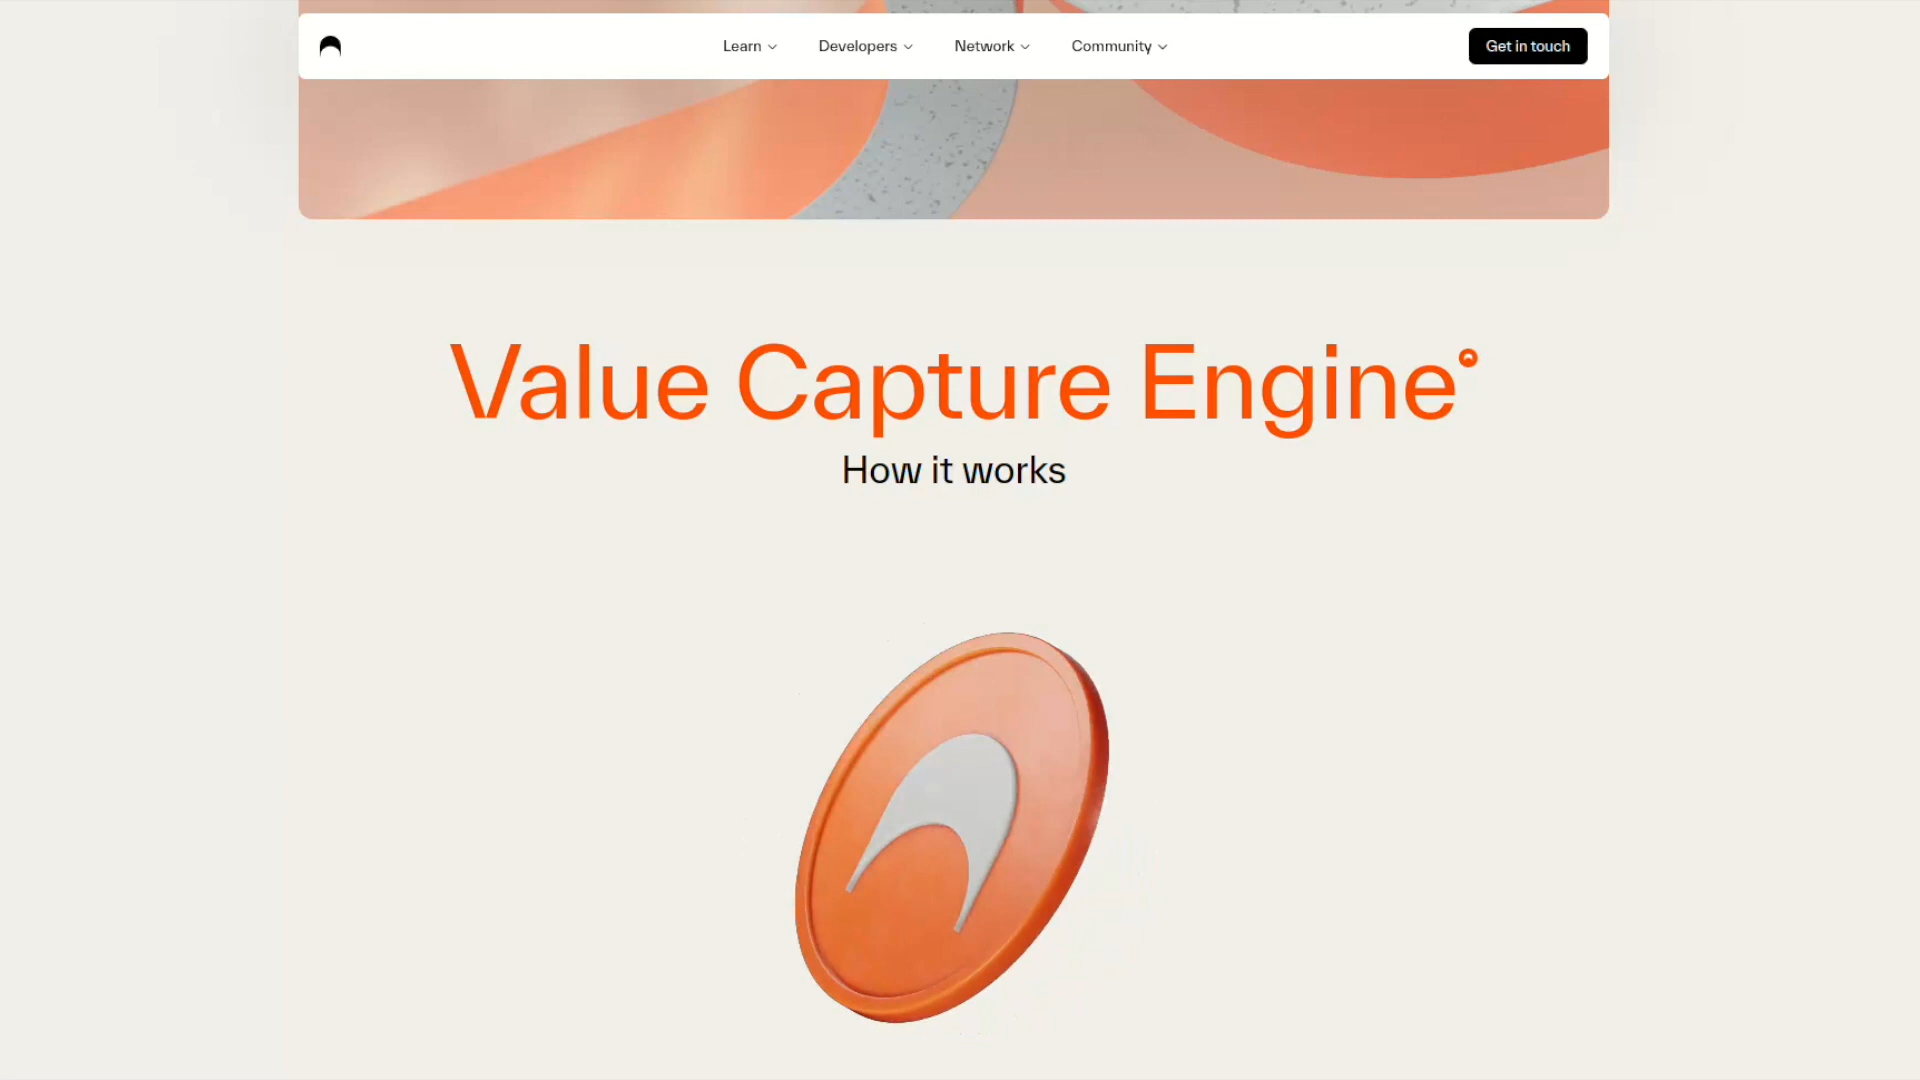 Learn
Developers
Network
Community
Get in touch
Value Capture Engine
How it works